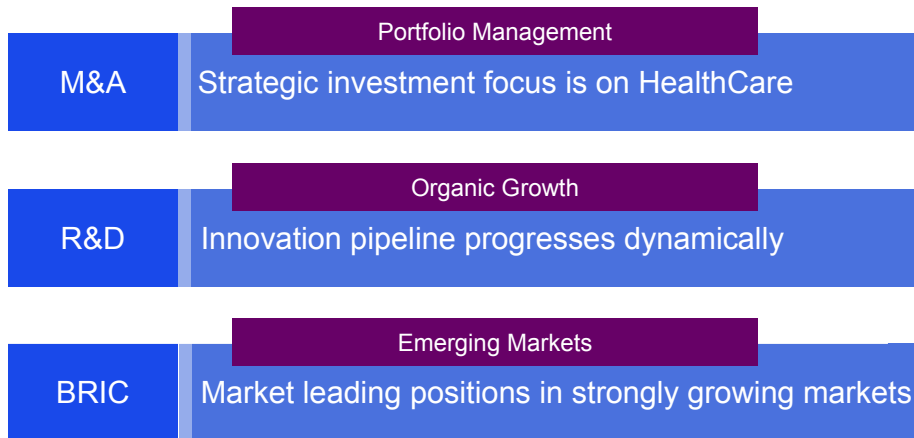 Portfolio Management
M&A
Strategic investment focus is on HealthCare
Organic Growth
R&D
Innovation pipeline progresses dynamically
Emerging Markets
BRIC
Market leading positions in strongly growing markets